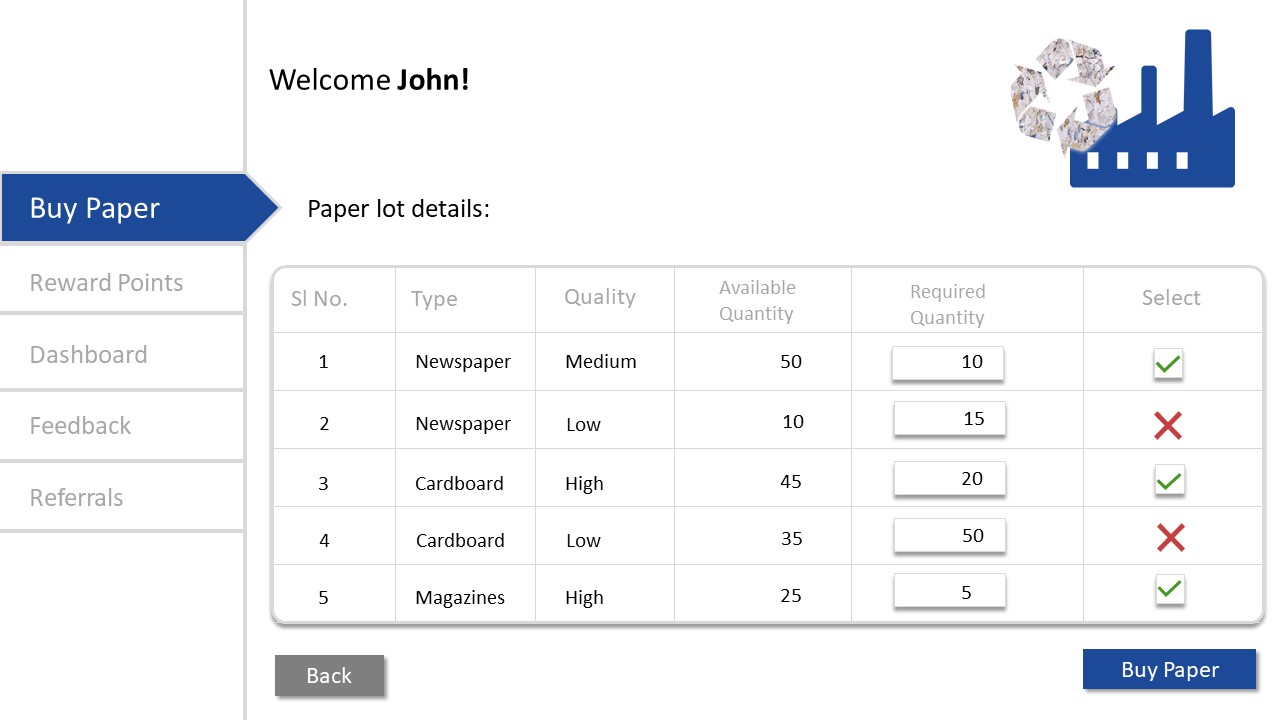 Welcome John!
Buy Paper
Paper lot details:
Reward Points
Dashboard
Feedback
Referrals
Sl No. Type Quality Available Quantity Required Quantity Select
1 Newspaper Medium 50 10
2 Newspaper Low 10 15
3 Cardboard High 45 20
4 Cardboard Low 35 50
5 Magazines High 25 5
Back
Buy Paper